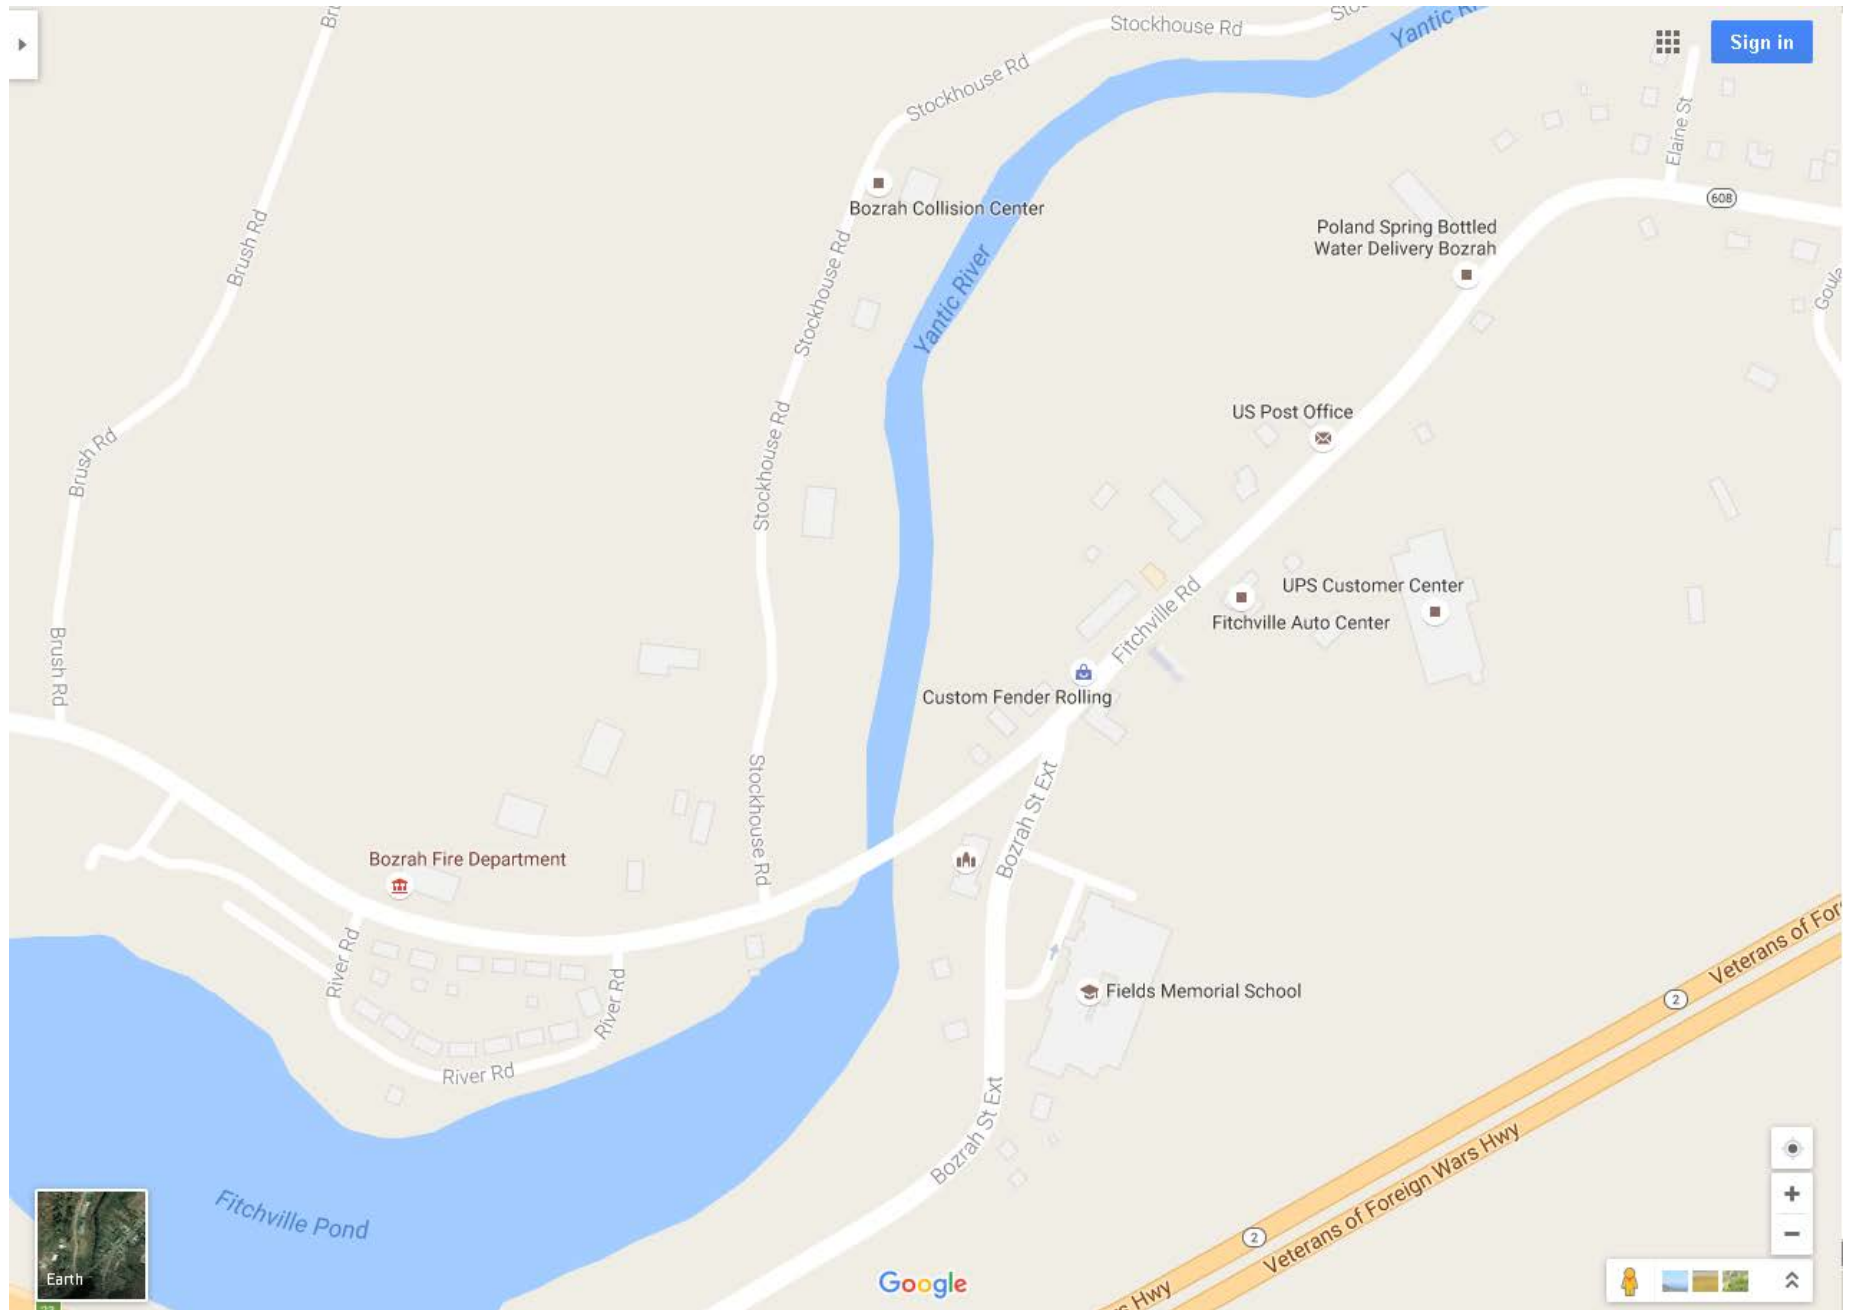 Stockhouse Rd
Yantic
Sign in
Stockhouse Rd
Elaine St
Bozrah Collision Center
608
Brush Rd
Poland Spring Bottled
Water Delivery Bozrah
Stockhouse Rd
Yantic River
US Post Office
Brush Rd
Stockhouse Rd
UPS Customer Center
Fitchville Auto Center
Fitchville Rd
Brush Rd
Custom Fender Rolling
Stockhouse Rd
Bozrah St Ext
Bozrah Fire Department
River Rd
River Rd
Fields Memorial School
2
Veterans of For
River Rd
Bozrah St Ext
Veterans of Foreign Wars Hwy
2
Fitchville Pond
Earth
Google
s Hwy